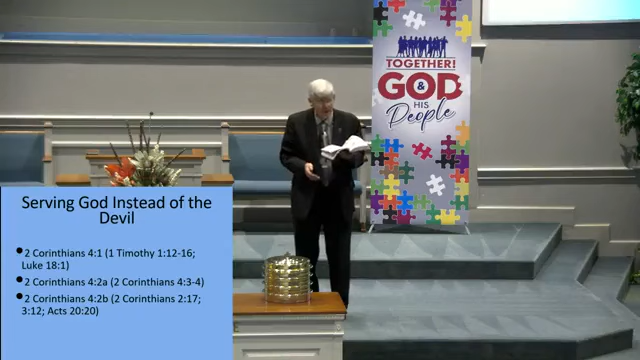 TOGETHER!
GOD
&
HIS
People
Serving God Instead of the
Devil
2 Corinthians 4:1 (1 Timothy 1:12-16;
Luke 18:1)
2 Corinthians 4:2a (2 Corinthians 4:3-4)
2 Corinthians 4:2b (2 Corinthians 2:17;
3:12; Acts 20:20)